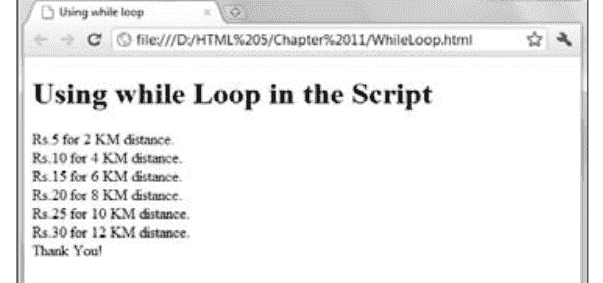 Using while loop
file:///D:/HTML%205/Chapter%2011/WhileLoop.html
Using while Loop in the Script
Rs.5 for 2 KM distance.
Rs.10 for 4 KM distance.
Rs.15 for 6 KM distance.
Rs.20 for 8 KM distance.
Rs.25 for 10 KM distance.
Rs.30 for 12 KM distance.
Thank You!